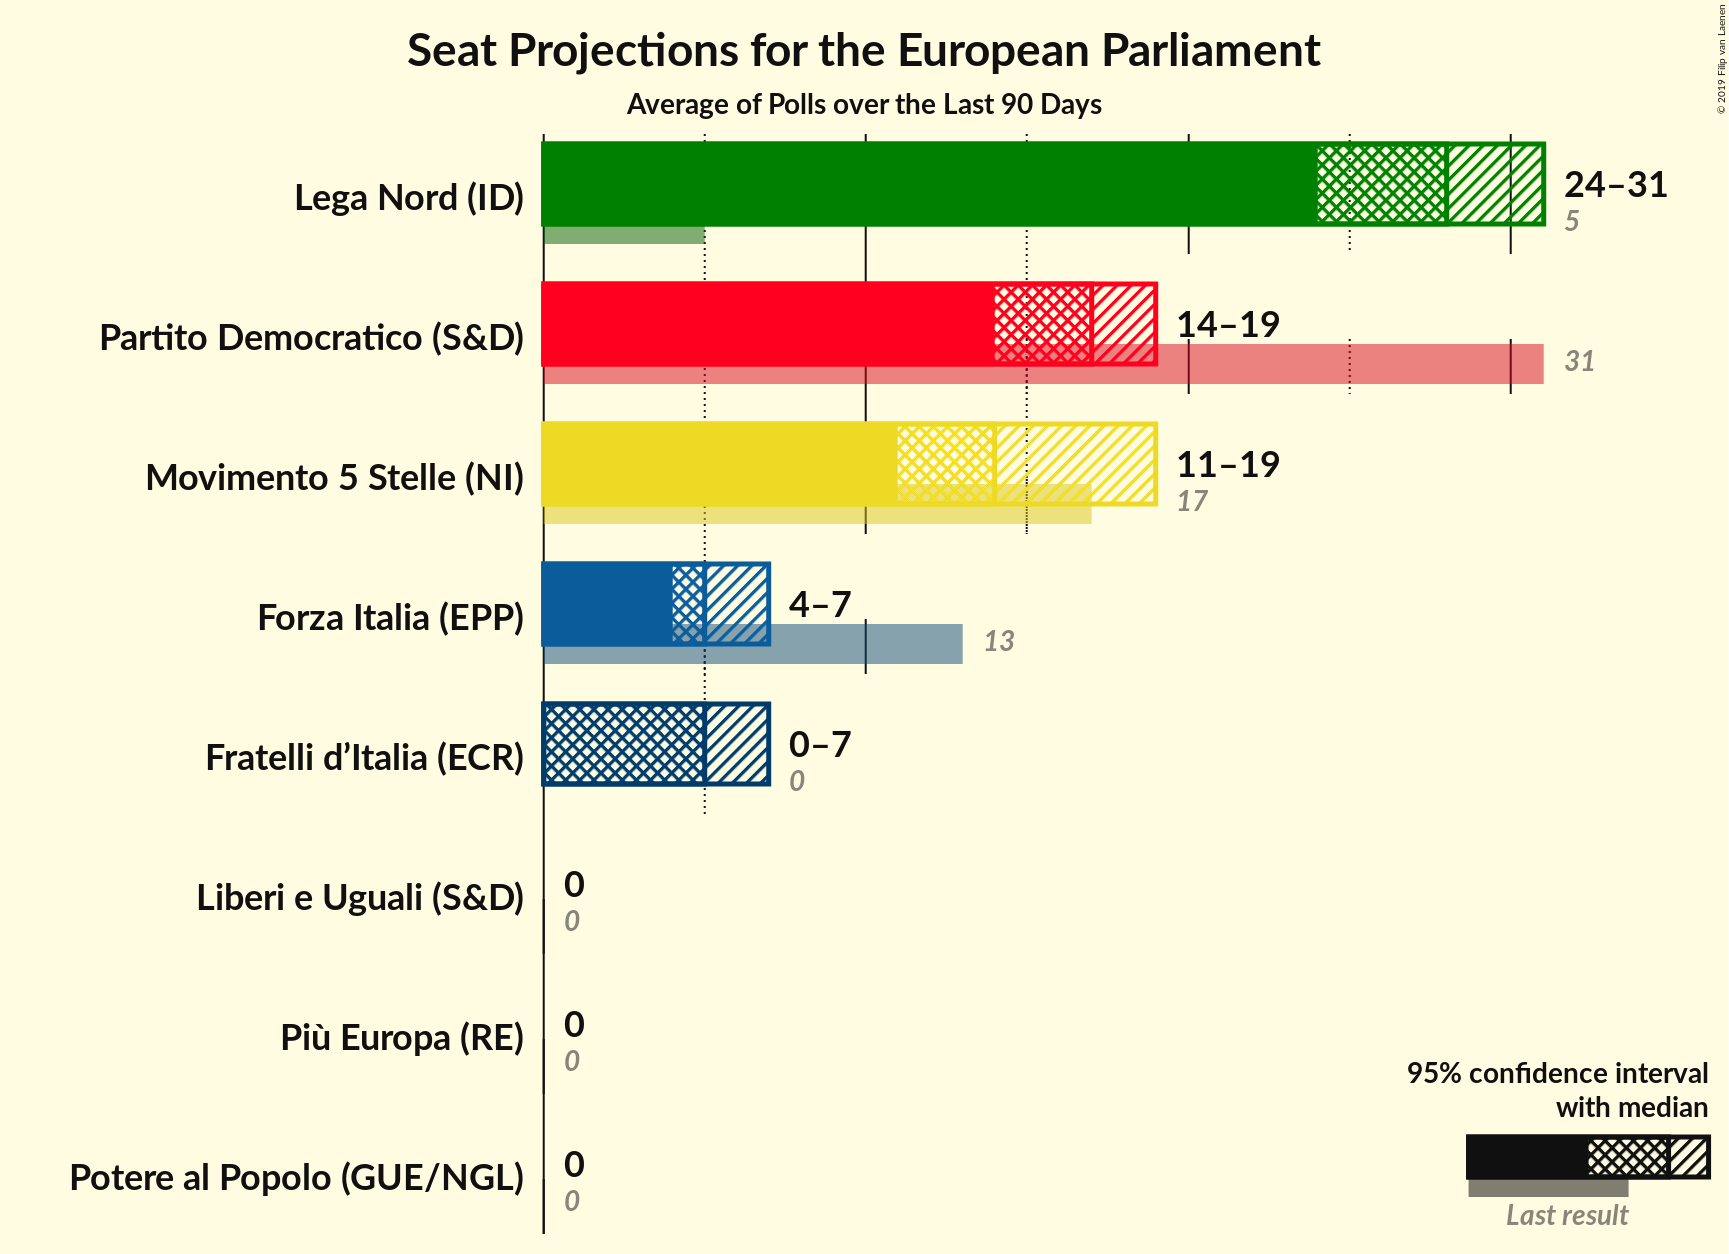 Seat Projections for the European Parliament
Average of Polls over the Last 90 Days
© 2019 Filip van Laenen
Lega Nord (ID)
24–31
5
Partito Democratico (S&D)
14–19
31
Movimento 5 Stelle (NI)
11–19
17
Forza Italia (EPP)
4–7
13
Fratelli d’Italia (ECR)
0–7
0
Liberi e Uguali (S&D)
0
0
Più Europa (RE)
0
0
Potere al Popolo (GUE/NGL)
0
0
95% confidence interval
with median
Last result